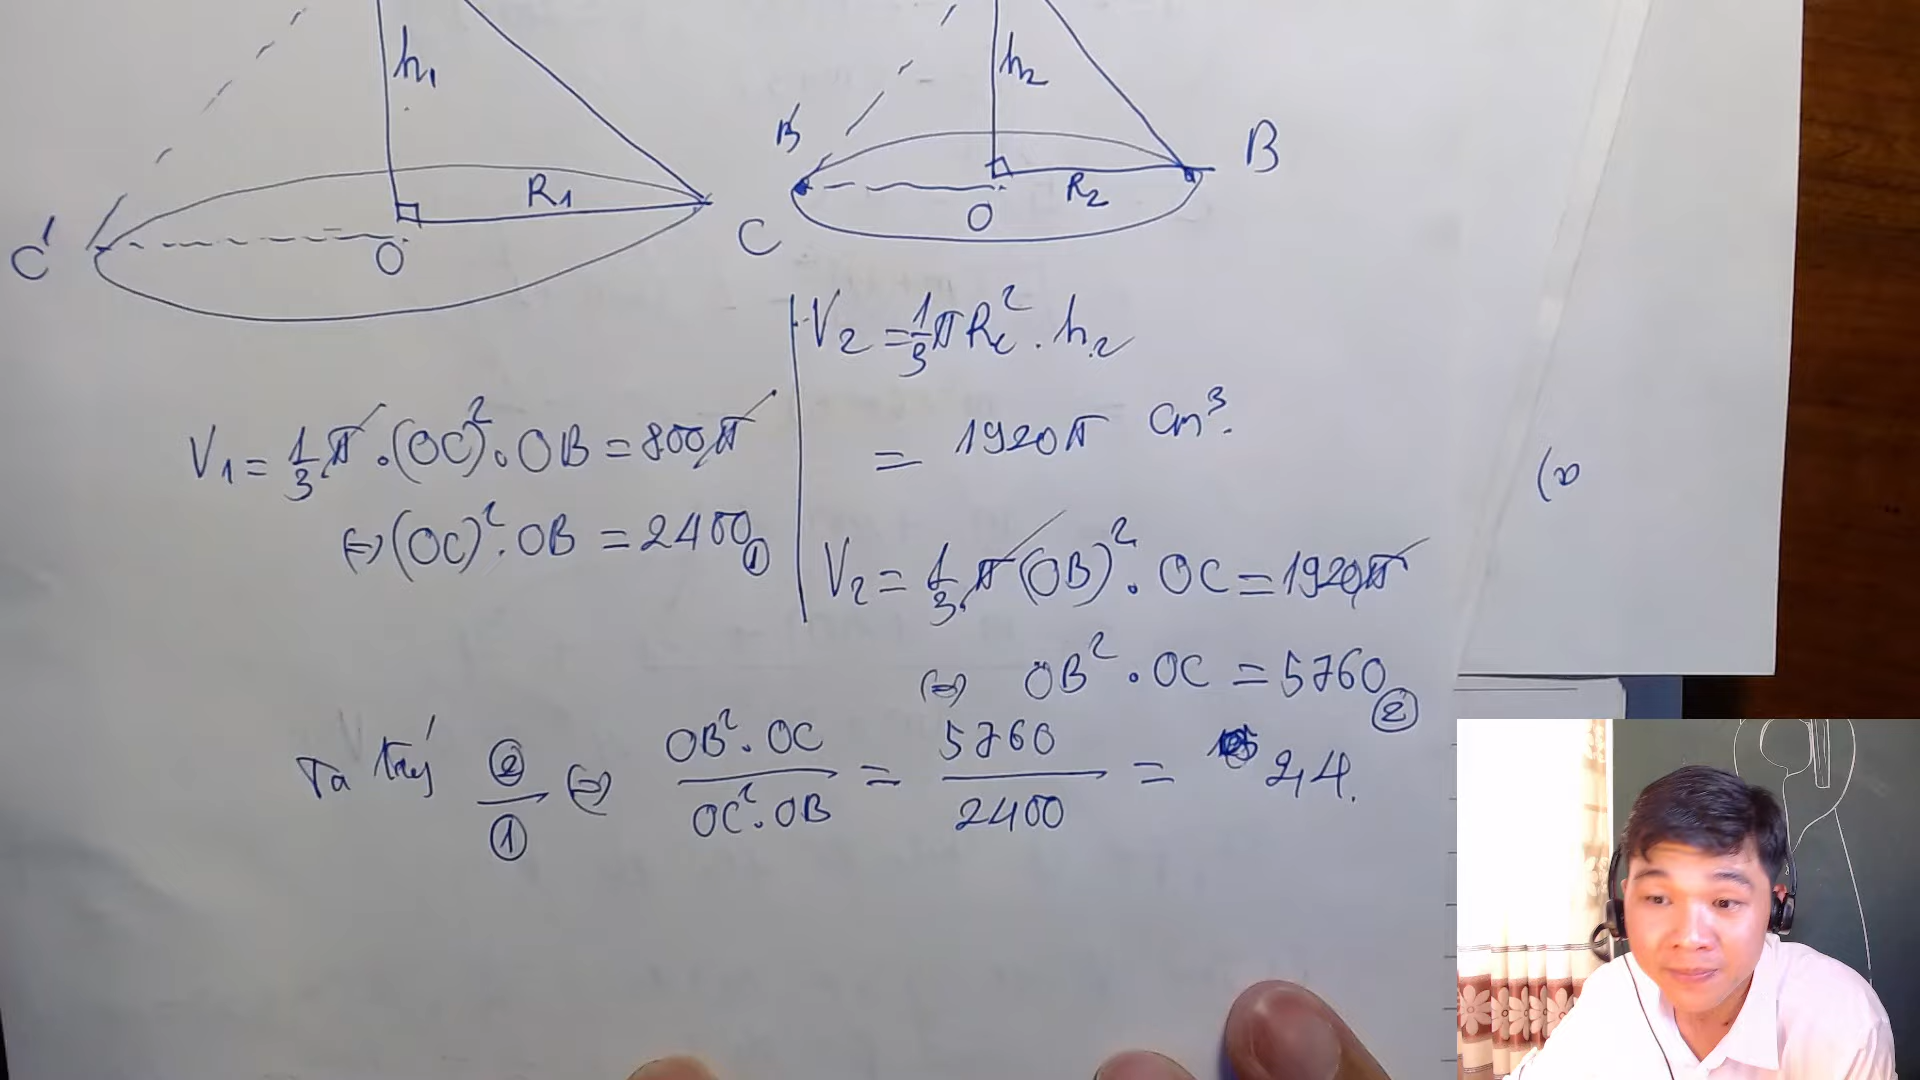 h₁
h₂
B'
B
R₁
R₂
O
C'
O
C
V₂ = 1/3 π R₂² . h₂
V₁ = 1/3 π . (OC)² . OB = 800π
= 1920π cm³.
(⇔) (OC)² . OB = 2400 ①
V₂ = 1/3 π (OB)² . OC = 1920π
(⇔) OB² . OC = 5760 ②
Ta lấy ②/① (⇔) OB² . OC / OC² . OB = 5760 / 2400 = 2,4.